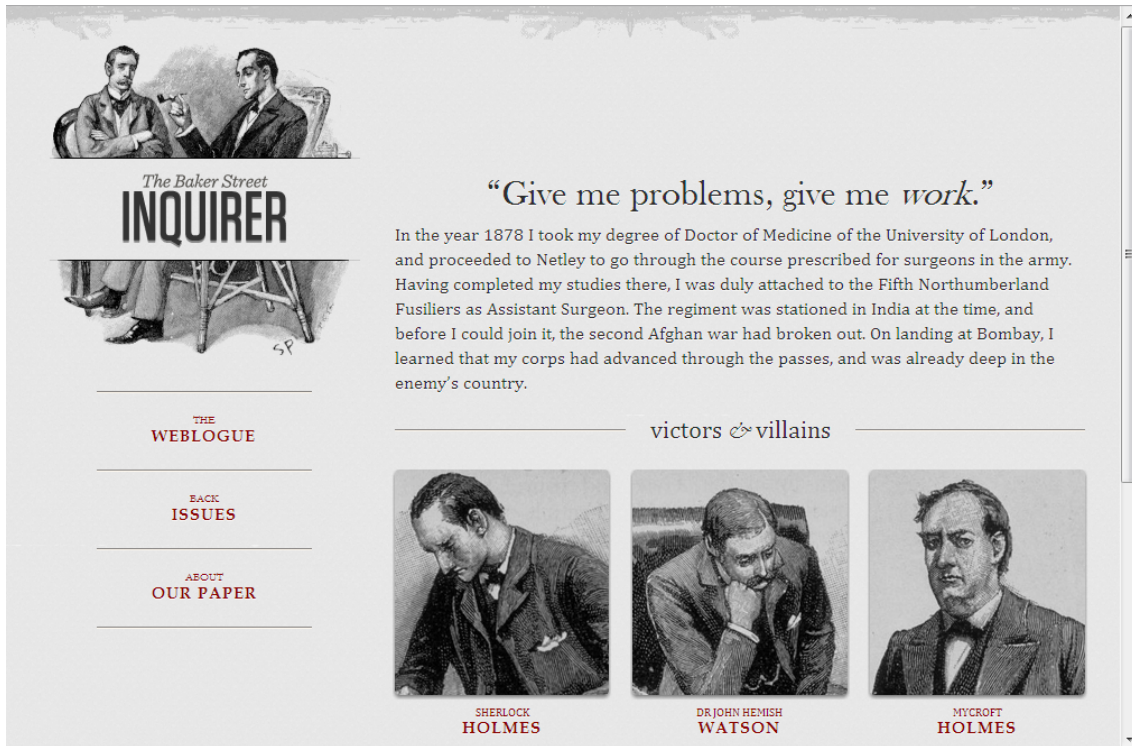 The Baker Street
INQUIRER
SP
THE
WEBLOGUE
BACK
ISSUES
ABOUT
OUR PAPER
“Give me problems, give me work.”
In the year 1878 I took my degree of Doctor of Medicine of the University of London,
and proceeded to Netley to go through the course prescribed for surgeons in the army.
Having completed my studies there, I was duly attached to the Fifth Northumberland
Fusiliers as Assistant Surgeon. The regiment was stationed in India at the time, and
before I could join it, the second Afghan war had broken out. On landing at Bombay, I
learned that my corps had advanced through the passes, and was already deep in the
enemy’s country.
victors & villains
SHERLOCK
HOLMES
DR JOHN HEMISH
WATSON
MYCROFT
HOLMES